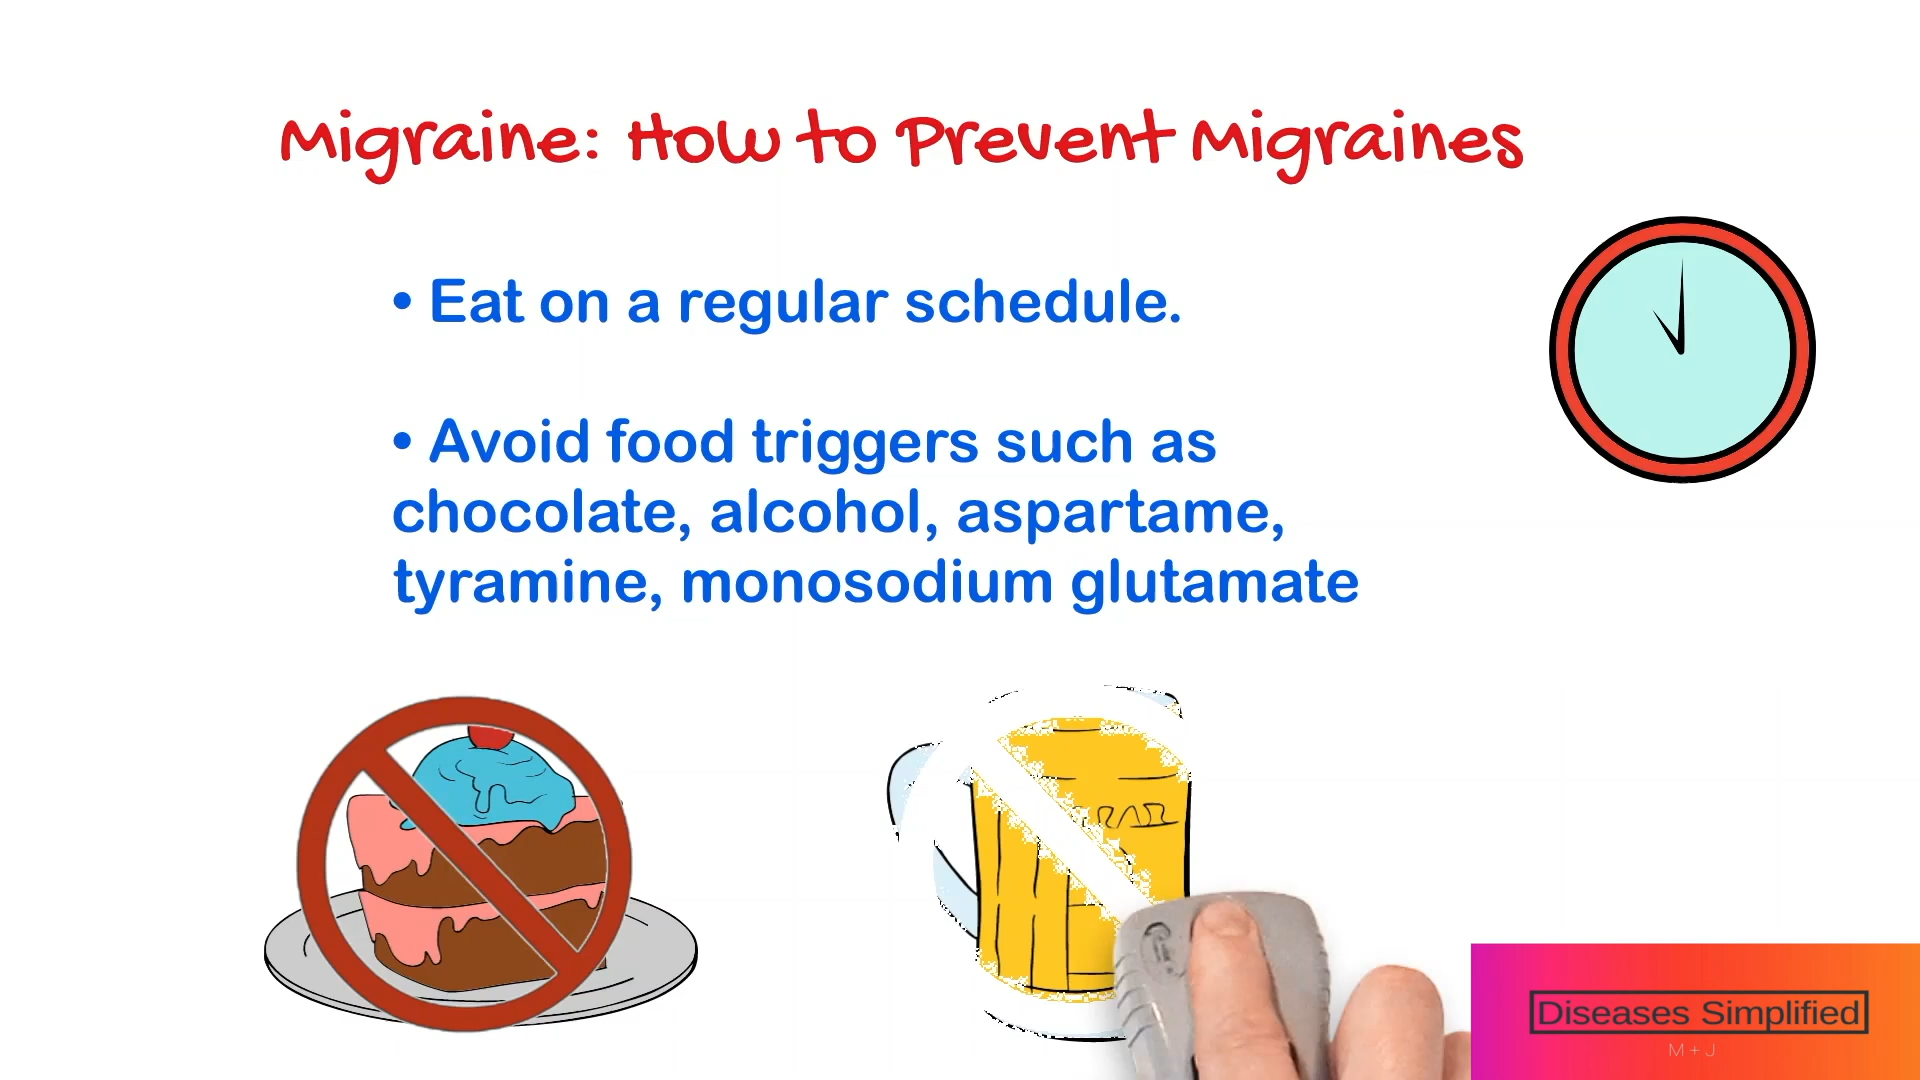 Migraine: How to Prevent Migraines
• Eat on a regular schedule.
• Avoid food triggers such as
chocolate, alcohol, aspartame,
tyramine, monosodium glutamate
Diseases Simplified
M + J